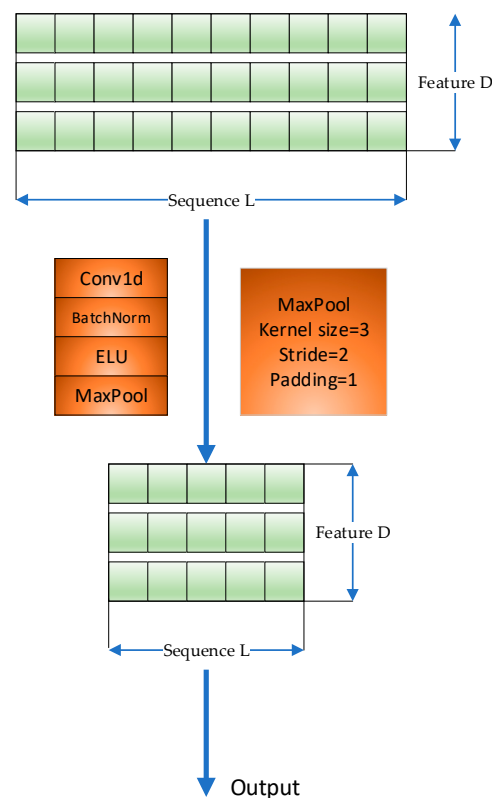 Feature D
Sequence L
Conv1d
BatchNorm
ELU
MaxPool
MaxPool
Kernel size=3
Stride=2
Padding=1
Feature D
Sequence L
Output